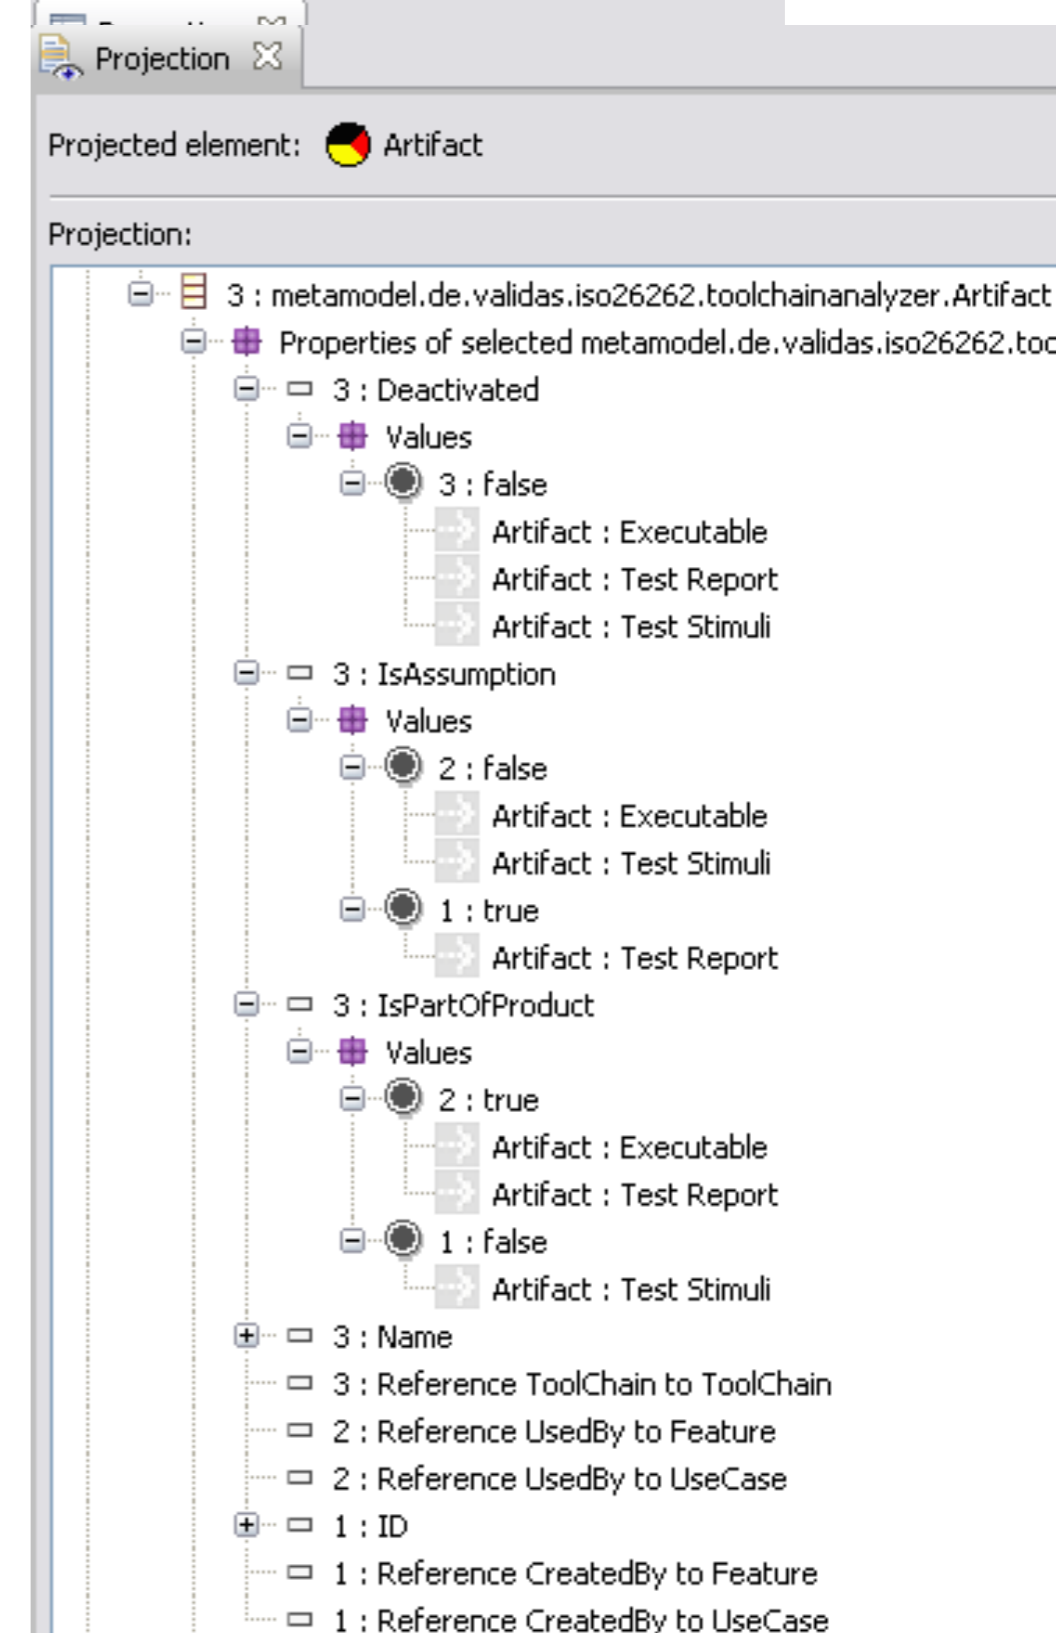 Projection
Projected element: Artifact
Projection:
3 : metamodel.de.validas.iso26262.toolchainanalyzer.Artifact
Properties of selected metamodel.de.validas.iso26262.too
3 : Deactivated
Values
3 : false
Artifact : Executable
Artifact : Test Report
Artifact : Test Stimuli
3 : IsAssumption
Values
2 : false
Artifact : Executable
Artifact : Test Stimuli
1 : true
Artifact : Test Report
3 : IsPartOfProduct
Values
2 : true
Artifact : Executable
Artifact : Test Report
1 : false
Artifact : Test Stimuli
3 : Name
3 : Reference ToolChain to ToolChain
2 : Reference UsedBy to Feature
2 : Reference UsedBy to UseCase
1 : ID
1 : Reference CreatedBy to Feature
1 : Reference CreatedBy to UseCase